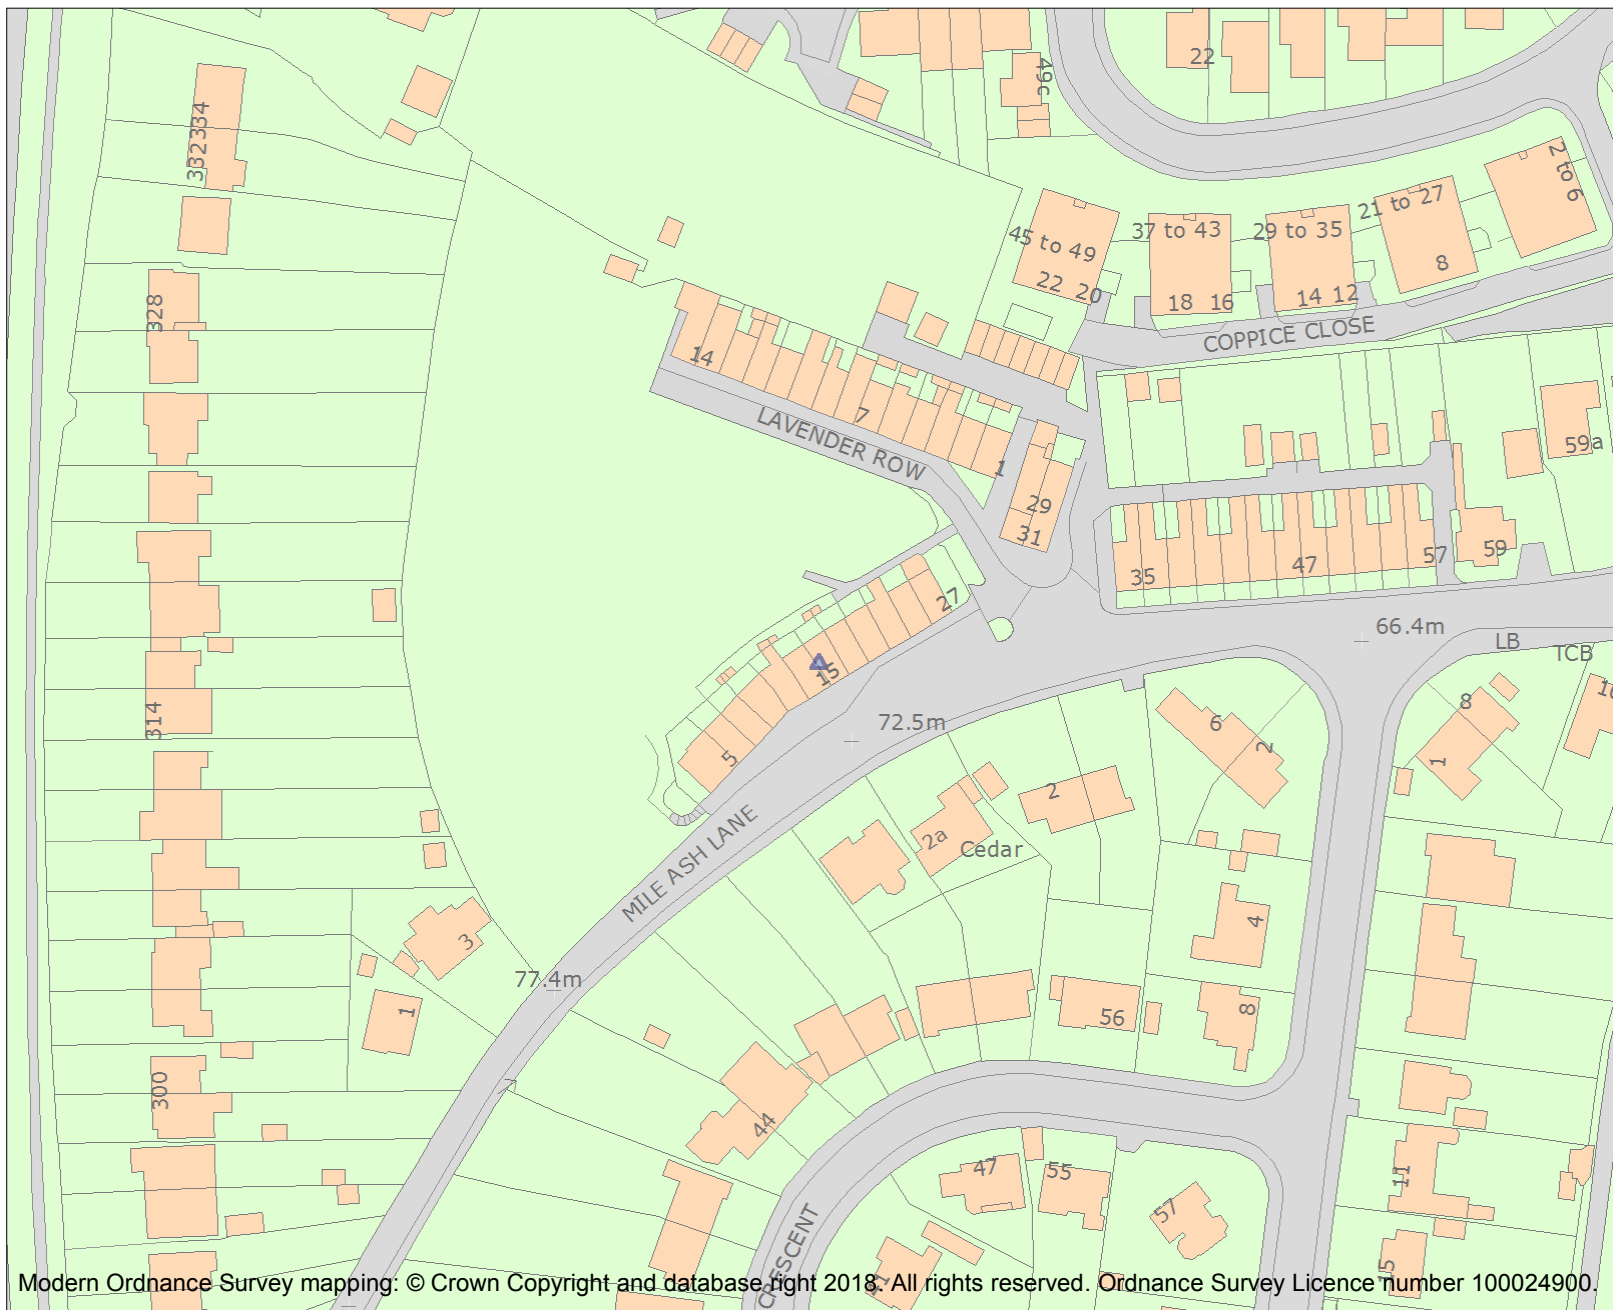 22
49c
332334
2 to 6
21 to 27
8
45 to 49
37 to 43
29 to 35
22 20
18 16
14 12
328
COPPICE CLOSE
14
7
LAVENDER ROW
1
59a
29
31
35
47
57
59
27
66.4m
LB
TCB
15
314
5
72.5m
6
2
8
1
2
2a
Cedar
MILE ASH LANE
4
3
77.4m
1
56
8
300
44
47
55
11
57
CRESCENT
41
15
Modern Ordnance Survey mapping: © Crown Copyright and database right 2018. All rights reserved. Ordnance Survey Licence number 100024900.